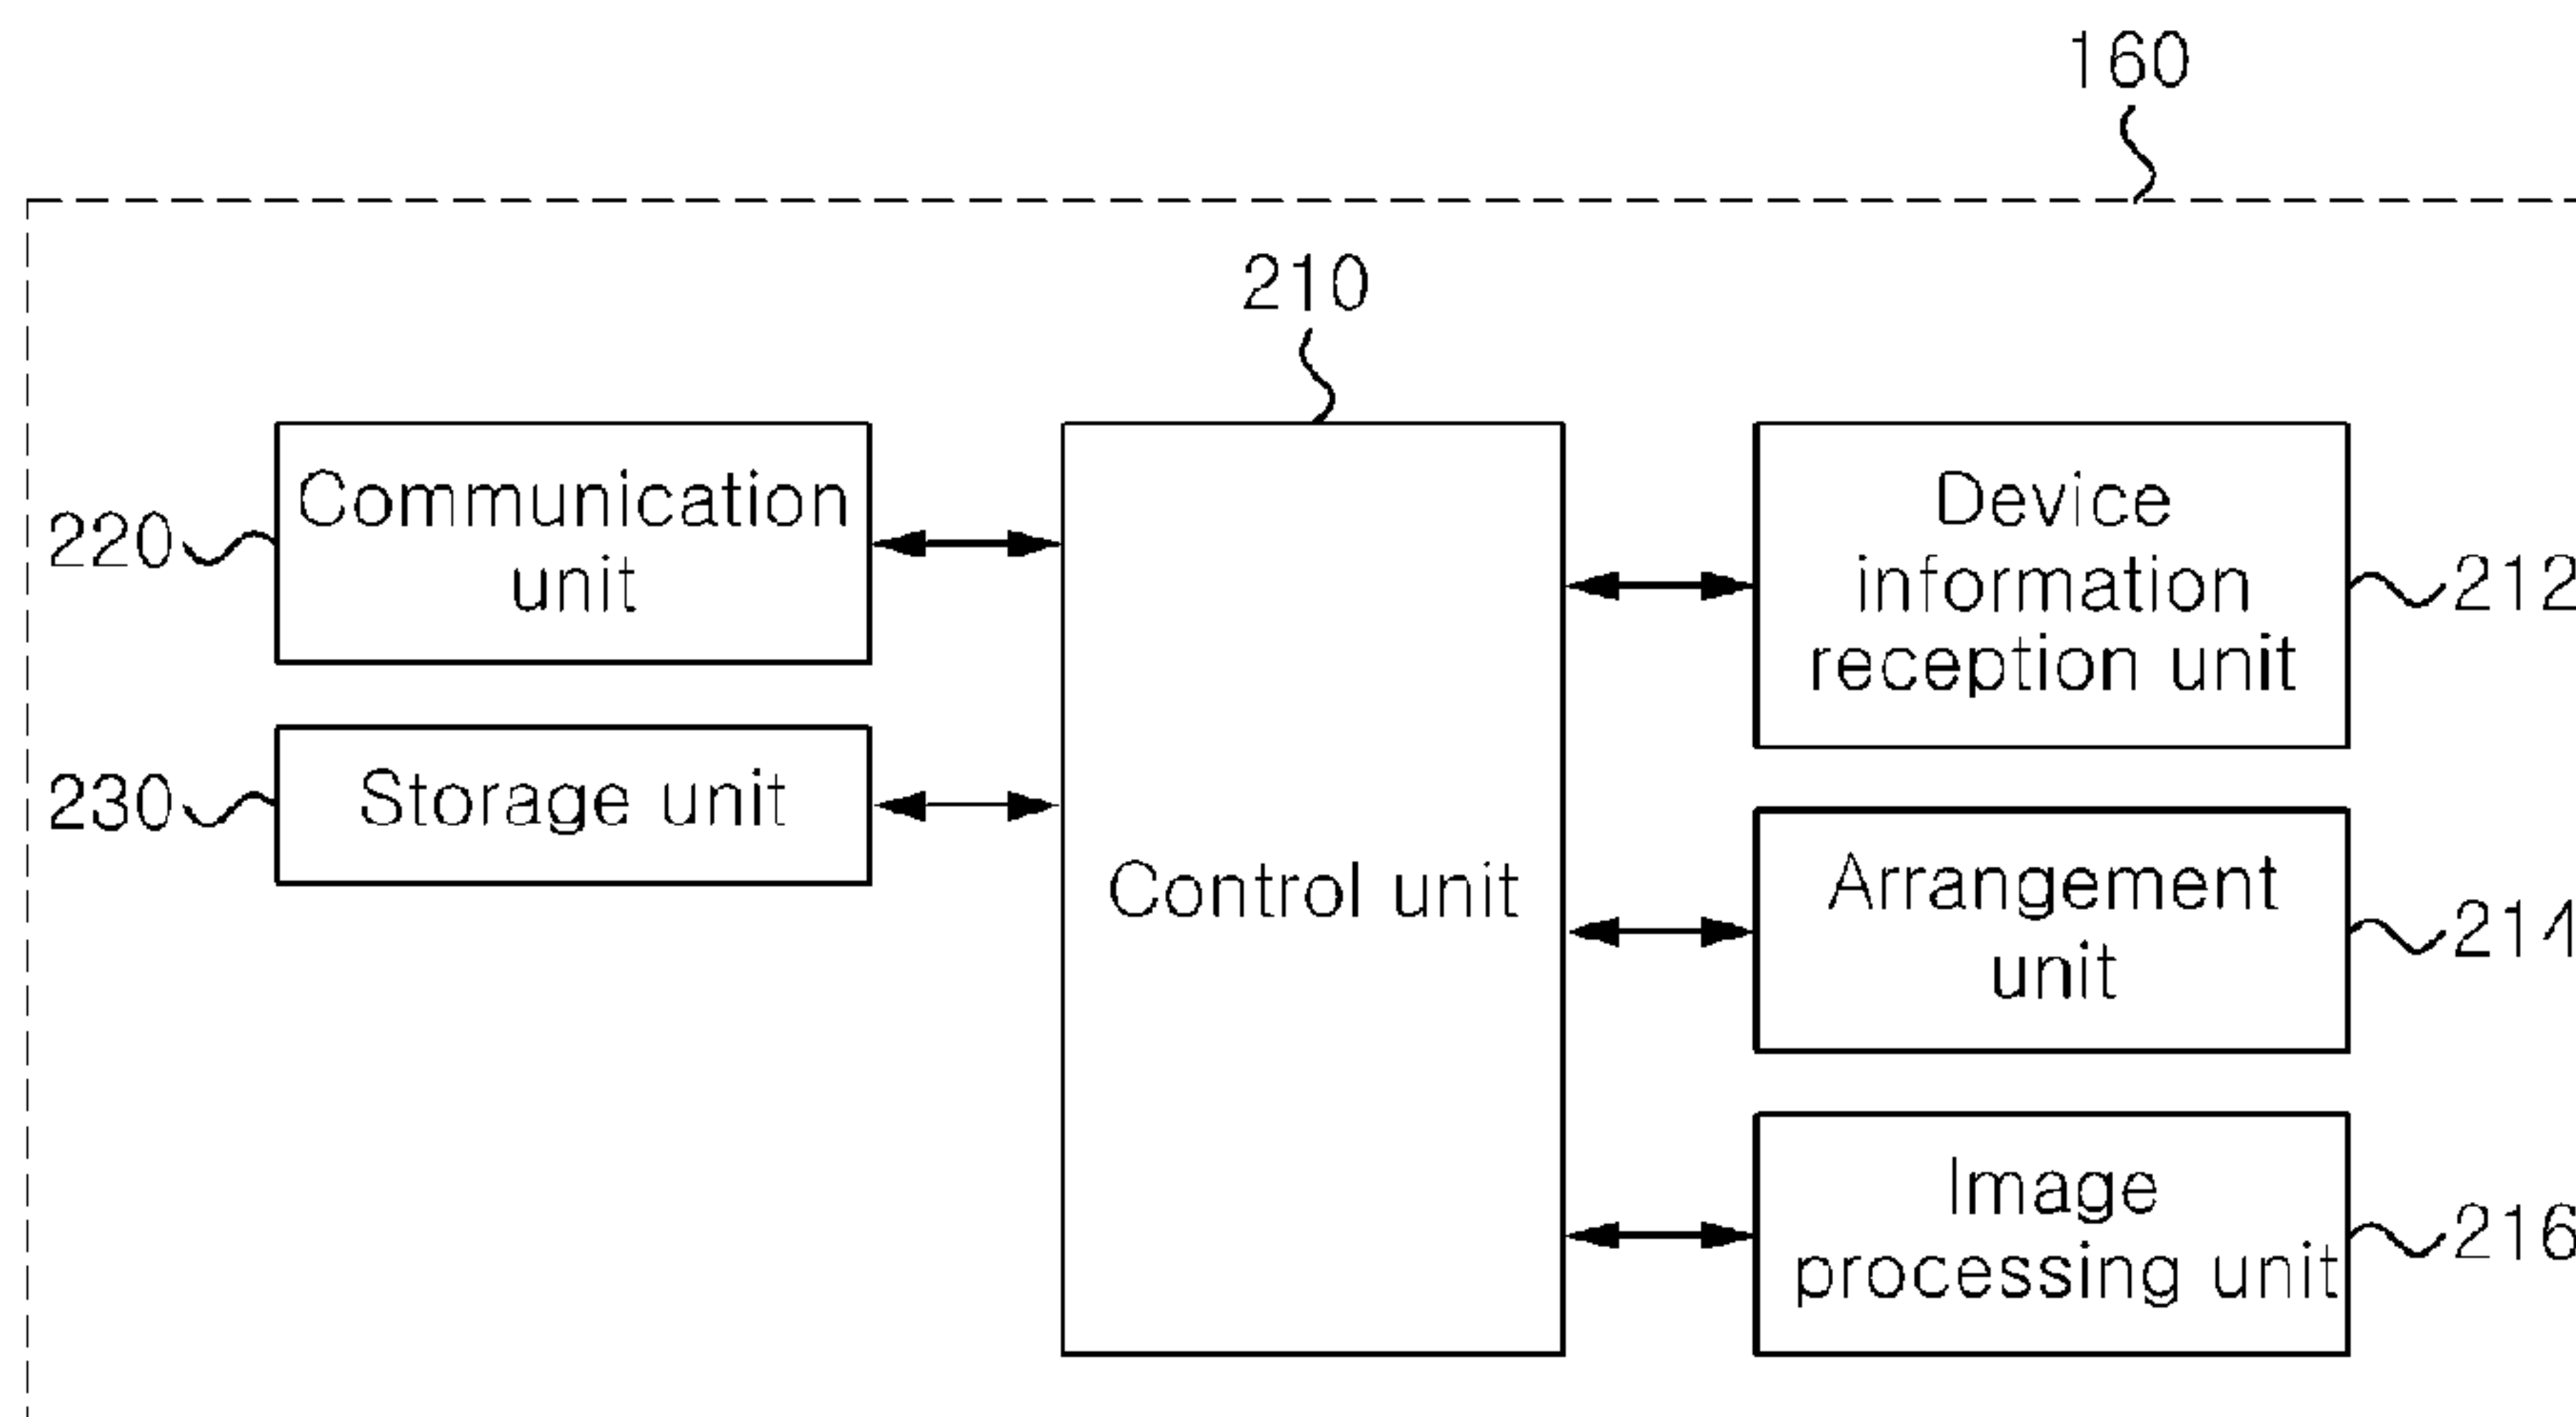 160
210
220
Communication
unit
230
Storage unit
Control unit
Device
information
reception unit
212
Arrangement
unit
214
Image
processing unit
216